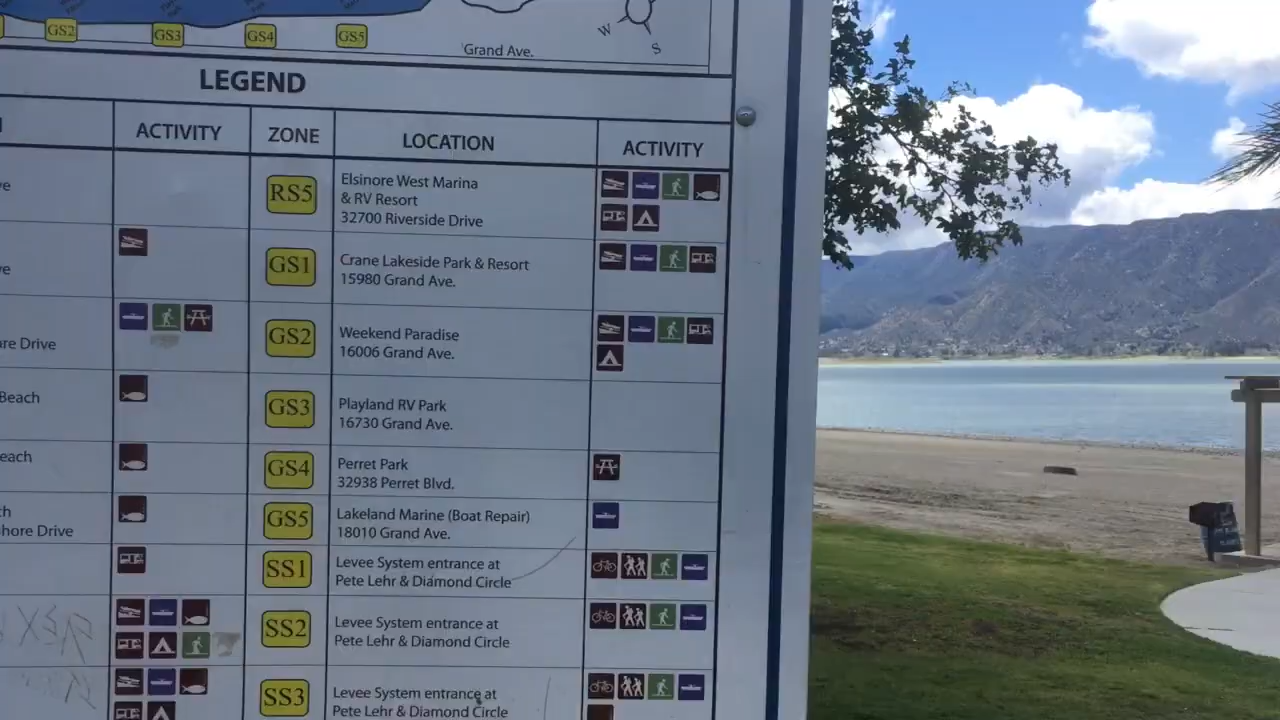 GS2
GS3
GS4
GS5
Grand Ave.
W
S
LEGEND
ACTIVITY
ZONE
LOCATION
ACTIVITY
RS5
Elsinore West Marina
& RV Resort
32700 Riverside Drive
GS1
Crane Lakeside Park & Resort
15980 Grand Ave.
GS2
Weekend Paradise
16006 Grand Ave.
Drive
GS3
Playland RV Park
16730 Grand Ave.
Beach
GS4
Perret Park
32938 Perret Blvd.
GS5
Lakeland Marine (Boat Repair)
18010 Grand Ave.
Drive
SS1
Levee System entrance at
Pete Lehr & Diamond Circle
SS2
Levee System entrance at
Pete Lehr & Diamond Circle
SS3
Levee System entrance at
Pete Lehr & Diamond Circle